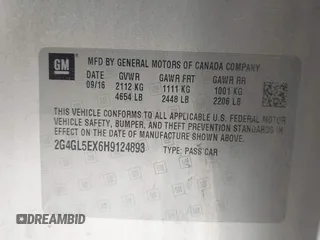 GM
MFD BY GENERAL MOTORS OF CANADA COMPANY
DATE GVWR GAWR FRT GAWR RR
09/16 2112 KG 1111 KG 1001 KG
4654 LB 2448 LB 2206 LB
THIS VEHICLE CONFORMS TO ALL APPLICABLE U.S. FEDERAL MOTOR
VEHICLE SAFETY, BUMPER, AND THEFT PREVENTION STANDARDS IN
EFFECT ON THE DATE OF MANUFACTURE SHOWN ABOVE.
2G4GL5EX6H9124893 TYPE: PASS CAR
DREAMBID